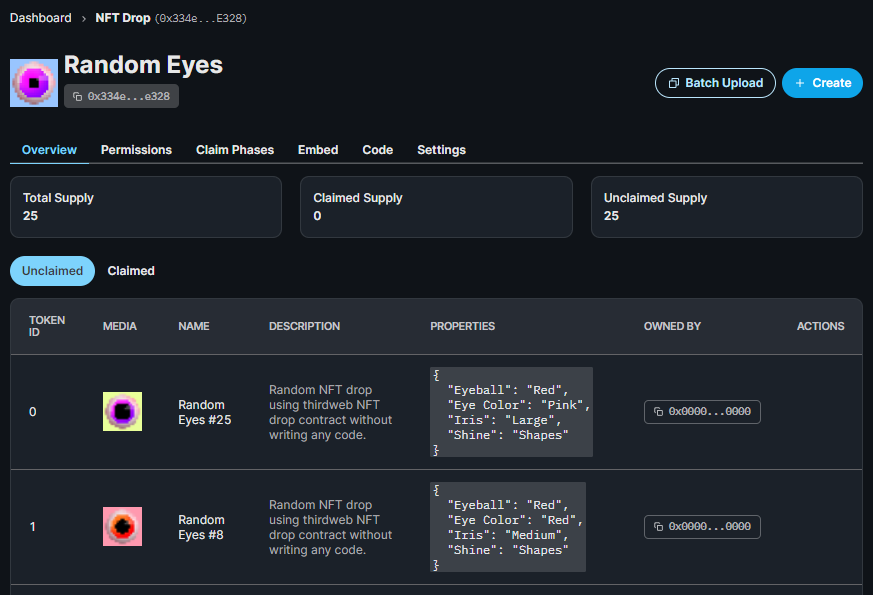 Dashboard › NFT Drop (0x334e...E328)
Random Eyes
0x334e...e328
Batch Upload
+ Create
Overview Permissions Claim Phases Embed Code Settings
Total Supply
25
Claimed Supply
0
Unclaimed Supply
25
Unclaimed Claimed
TOKEN
ID
MEDIA NAME DESCRIPTION PROPERTIES OWNED BY ACTIONS
0
Random
Eyes #25
Random NFT drop
using thirdweb NFT
drop contract without
writing any code.
{
"Eyeball": "Red",
"Eye Color": "Pink",
"Iris": "Large",
"Shine": "Shapes"
}
0x0000...0000
1
Random
Eyes #8
Random NFT drop
using thirdweb NFT
drop contract without
writing any code.
{
"Eyeball": "Red",
"Eye Color": "Red",
"Iris": "Medium",
"Shine": "Shapes"
}
0x0000...0000